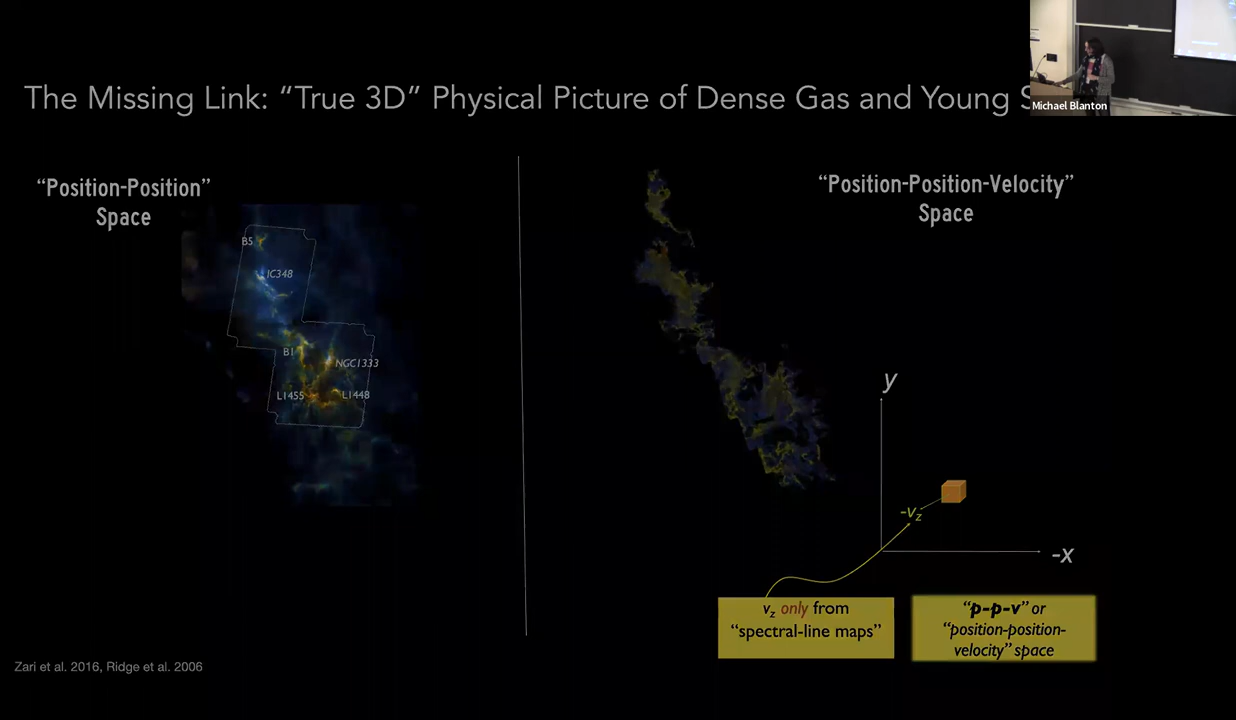 The Missing Link: “True 3D” Physical Picture of Dense Gas and Young
Michael Blanton
“Position-Position”
Space
“Position-Position-Velocity”
Space
B5
IC348
B1
NGC1333
L1455
L1448
y
-vz
-x
vz only from
“spectral-line maps”
“p-p-v” or
“position-position-
velocity” space
Zari et al. 2016, Ridge et al. 2006